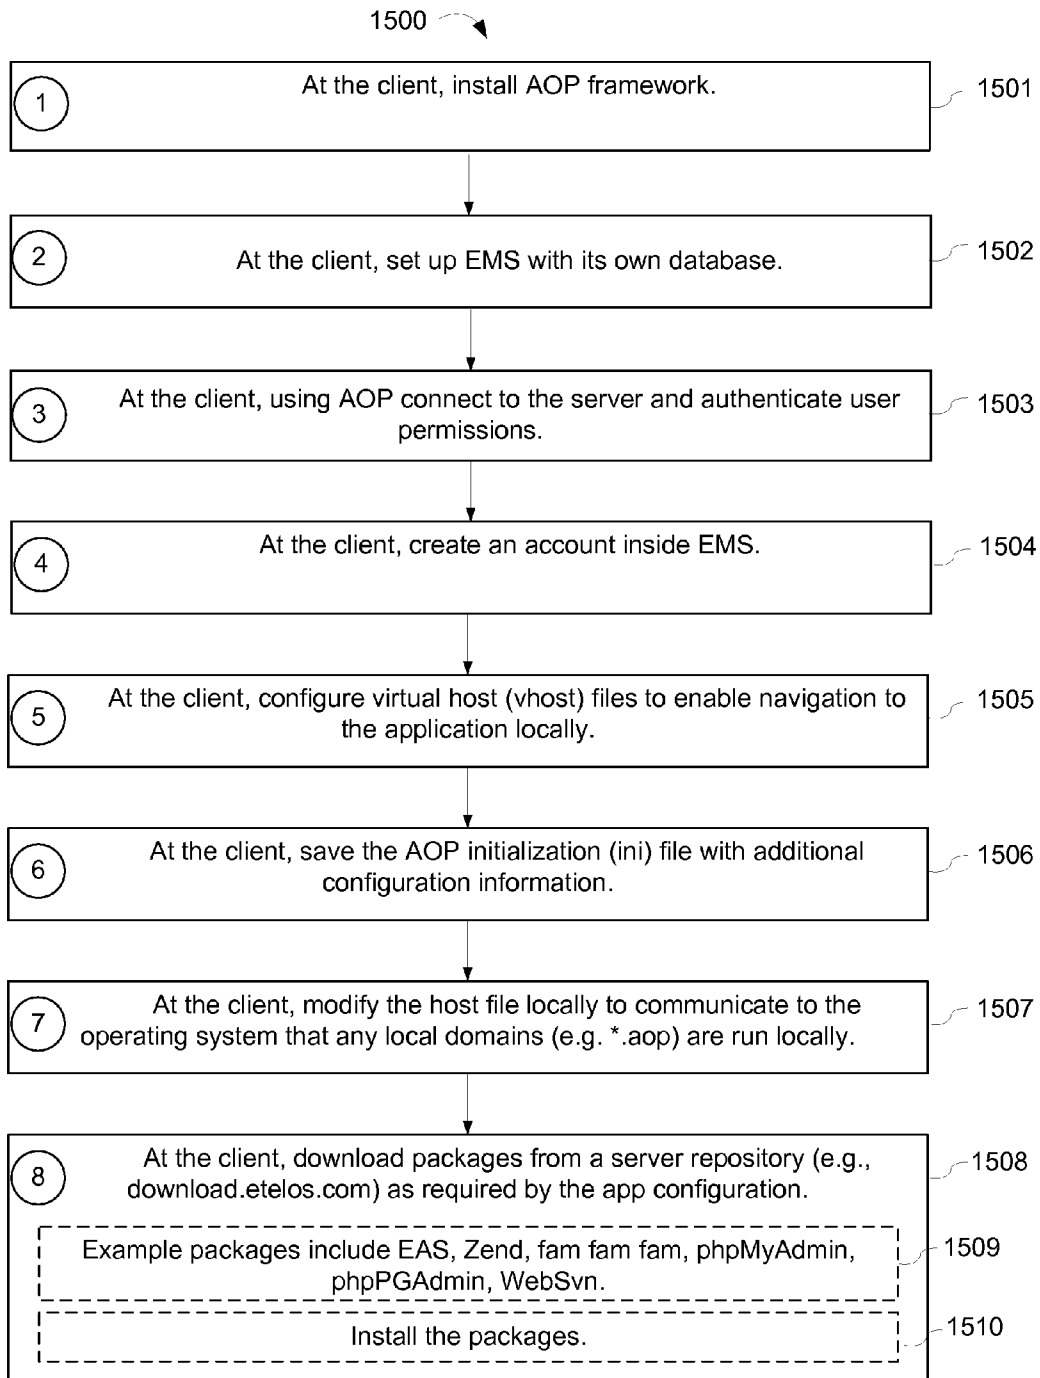 1500
1
At the client, install AOP framework.
1501
2
At the client, set up EMS with its own database.
1502
3
At the client, using AOP connect to the server and authenticate user
permissions.
1503
4
At the client, create an account inside EMS.
1504
5
At the client, configure virtual host (vhost) files to enable navigation to
the application locally.
1505
6
At the client, save the AOP initialization (ini) file with additional
configuration information.
1506
7
At the client, modify the host file locally to communicate to the
operating system that any local domains (e.g. *.aop) are run locally.
1507
8
At the client, download packages from a server repository (e.g.,
download.etelos.com) as required by the app configuration.
1508
Example packages include EAS, Zend, fam fam fam, phpMyAdmin,
phpPGAdmin, WebSvn.
1509
Install the packages.
1510